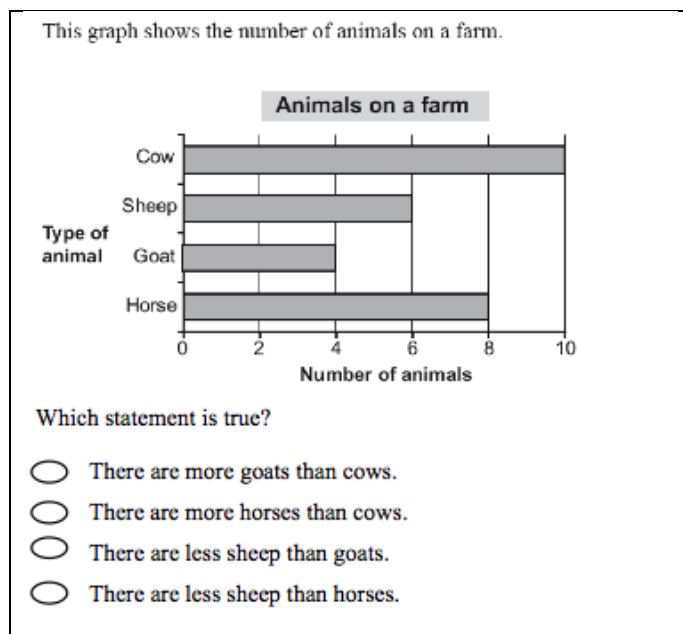 This graph shows the number of animals on a farm.
Animals on a farm
Cow
Sheep
Type of
animal
Goat
Horse
0 2 4 6 8 10
Number of animals
Which statement is true?
There are more goats than cows.
There are more horses than cows.
There are less sheep than goats.
There are less sheep than horses.